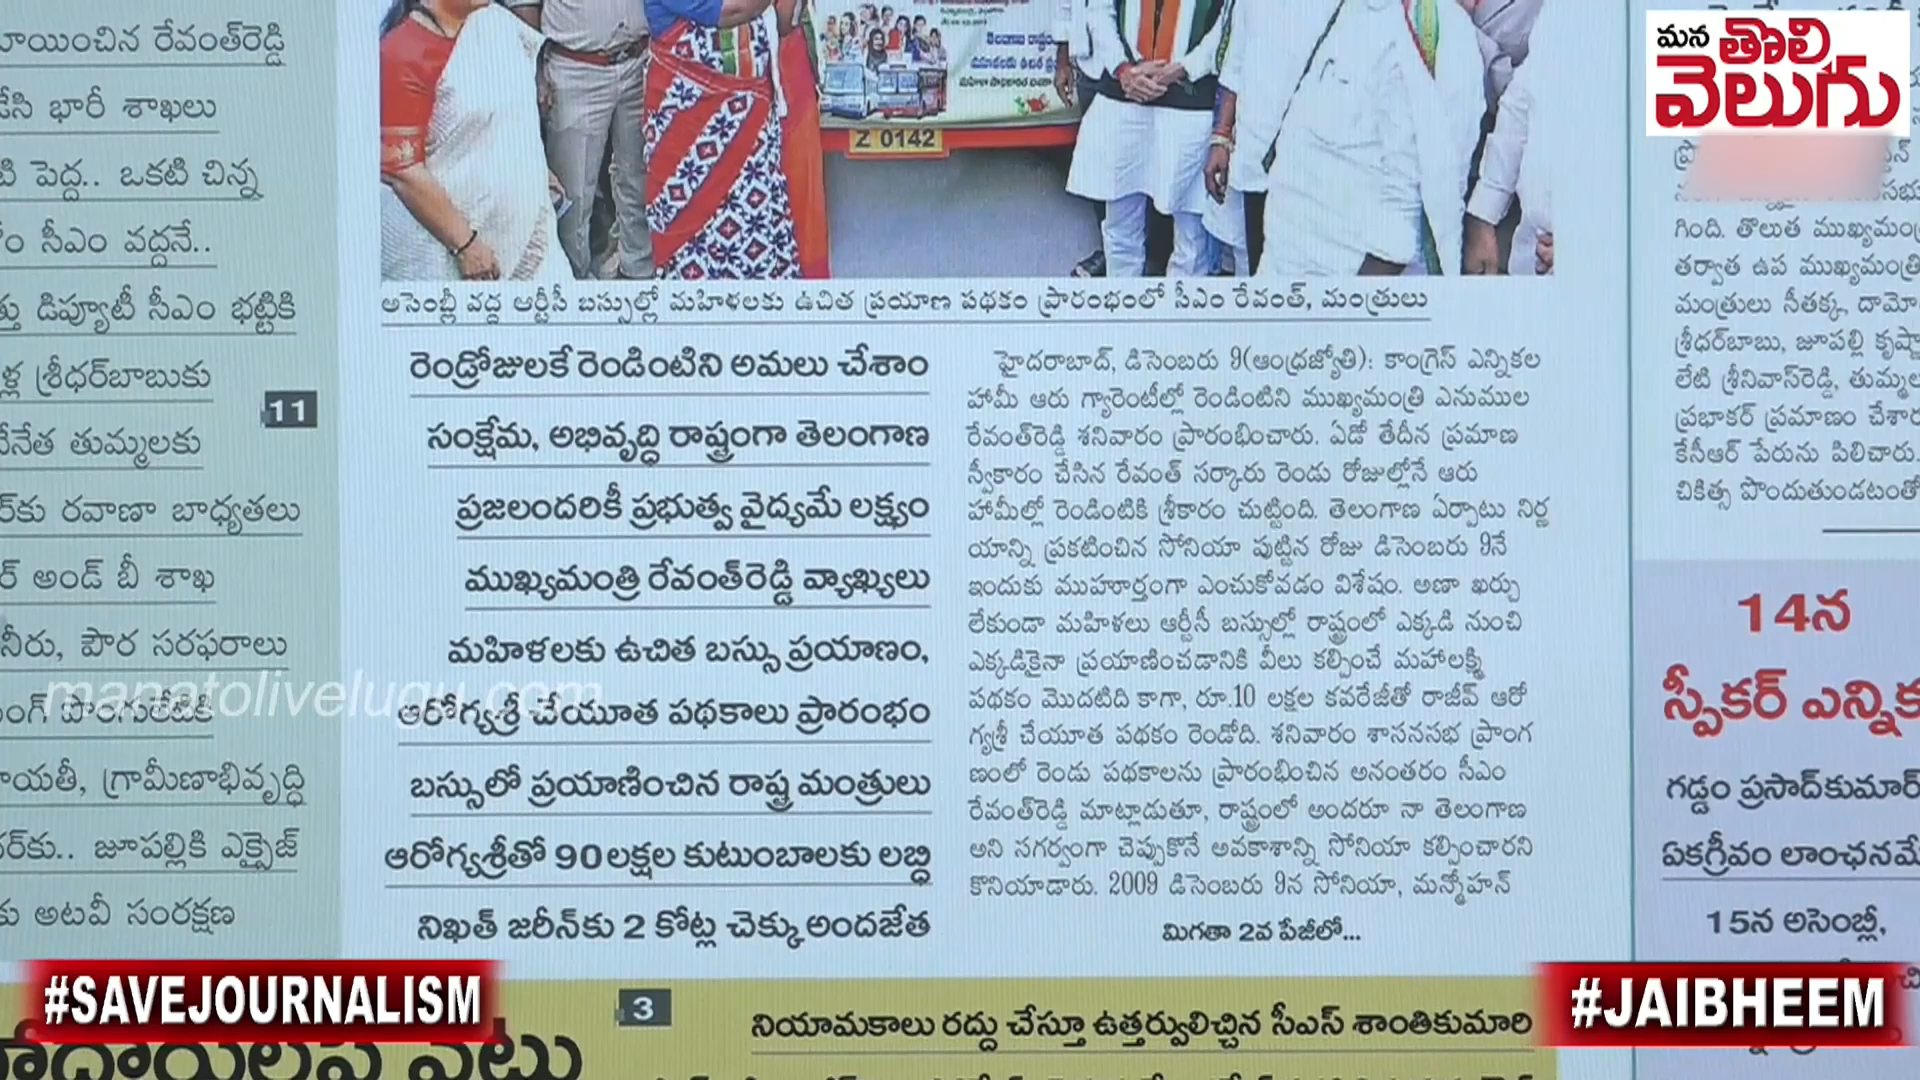 మన
తొలి
వెలుగు
Z 0142
అసెంబ్లీ వద్ద ఆర్టీసీ బస్సుల్లో మహిళలకు ఉచిత ప్రయాణ పథకం ప్రారంభంలో సీఎం రేవంత్, మంత్రులు
రేవంత్‌రెడ్డి
భారీ శాఖలు
పెద్ద.. ఒకటి చిన్న
సీఎం వద్దనే..
డిప్యూటీ సీఎం భట్టికి
శ్రీధర్‌బాబుకు
11
తుమ్మలకు
రవాణా బాధ్యతలు
అండ్ బీ శాఖ
పౌర సరఫరాలు
గ్రామీణాభివృద్ధి
జూపల్లికి ఎక్సైజ్
అటవీ సంరక్షణ
రెండ్రోజులకే రెండింటిని అమలు చేశాం
సంక్షేమ, అభివృద్ధి రాష్ట్రంగా తెలంగాణ
ప్రజలందరికీ ప్రభుత్వ వైద్యమే లక్ష్యం
ముఖ్యమంత్రి రేవంత్‌రెడ్డి వ్యాఖ్యలు
మహిళలకు ఉచిత బస్సు ప్రయాణం,
ఆరోగ్యశ్రీ చేయూత పథకాలు ప్రారంభం
బస్సులో ప్రయాణించిన రాష్ట్ర మంత్రులు
ఆరోగ్యశ్రీతో 90 లక్షల కుటుంబాలకు లబ్ధి
నిఖత్ జరీన్‌కు 2 కోట్ల చెక్కు అందజేత
హైదరాబాద్, డిసెంబరు 9(ఆంధ్రజ్యోతి): కాంగ్రెస్ ఎన్నికల
హామీ ఆరు గ్యారెంటీల్లో రెండింటిని ముఖ్యమంత్రి ఎనుముల
రేవంత్‌రెడ్డి శనివారం ప్రారంభించారు. ఏడో తేదీన ప్రమాణ
స్వీకారం చేసిన రేవంత్ సర్కారు రెండు రోజుల్లోనే ఆరు
హామీల్లో రెండింటికి శ్రీకారం చుట్టింది. తెలంగాణ ఏర్పాటు నిర్ణ
యాన్ని ప్రకటించిన సోనియా పుట్టిన రోజు డిసెంబరు 9నే
ఇందుకు ముహూర్తంగా ఎంచుకోవడం విశేషం. అణా ఖర్చు
లేకుండా మహిళలు ఆర్టీసీ బస్సుల్లో రాష్ట్రంలో ఎక్కడి నుంచి
ఎక్కడికైనా ప్రయాణించడానికి వీలు కల్పించే మహాలక్ష్మి
పథకం మొదటిది కాగా, రూ.10 లక్షల కవరేజీతో రాజీవ్ ఆరో
గ్యశ్రీ చేయూత పథకం రెండోది. శనివారం శాసనసభ ప్రాంగ
ణంలో రెండు పథకాలను ప్రారంభించిన అనంతరం సీఎం
రేవంత్‌రెడ్డి మాట్లాడుతూ, రాష్ట్రంలో అందరూ నా తెలంగాణ
అని సగర్వంగా చెప్పుకొనే అవకాశాన్ని సోనియా కల్పించారని
కొనియాడారు. 2009 డిసెంబరు 9న సోనియా, మన్మోహన్
మిగతా 2వ పేజీలో...
గింది. తొలుత
తర్వాత ఉప
మంత్రులు సీతక్క,
శ్రీధర్‌బాబు, జూపల్లి
శ్రీనివాస్‌రెడ్డి,
ప్రభాకర్ ప్రమాణం
కేసీఆర్ పేరును పిలిచారు.
చికిత్స
14న
స్పీకర్ ఎన్నిక
గడ్డం ప్రసాద్‌కుమార్
ఏకగ్రీవం
15న అసెంబ్లీ,
manatolivelugu.com
#SAVEJOURNALISM
3
నియామకాలు రద్దు చేస్తూ ఉత్తర్వులిచ్చిన సీఎస్ శాంతికుమారి
#JAIBHEEM